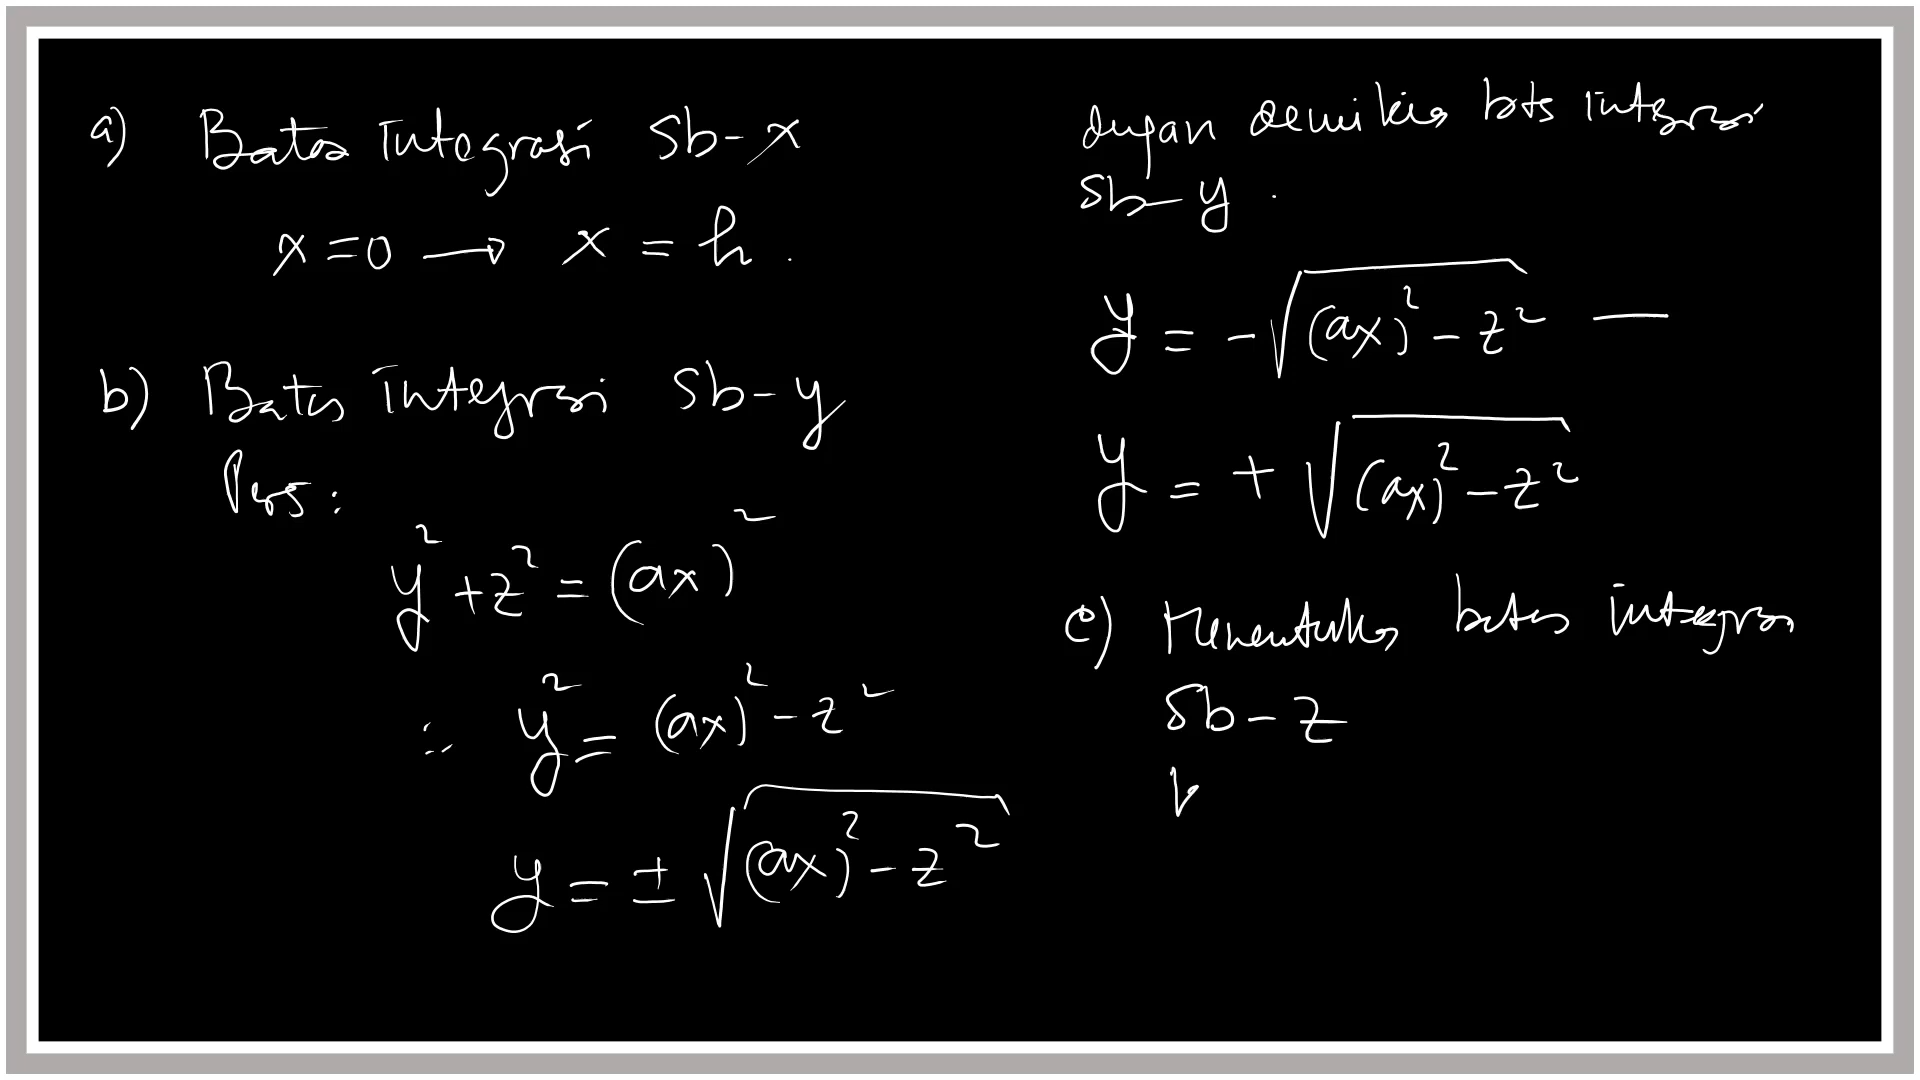 a) Batas Integrasi sb-x
x = 0 → x = h.
b) Batas Integrasi sb-y
Pers:
y² + z² = (ax)²
∴ y² = (ax)² - z²
y = ± √((ax)² - z²)
dengan demikian bts integrasi
sb-y.
y = - √((ax)² - z²) —
y = + √((ax)² - z²)
c) Menentukan batas integrasi
sb-z